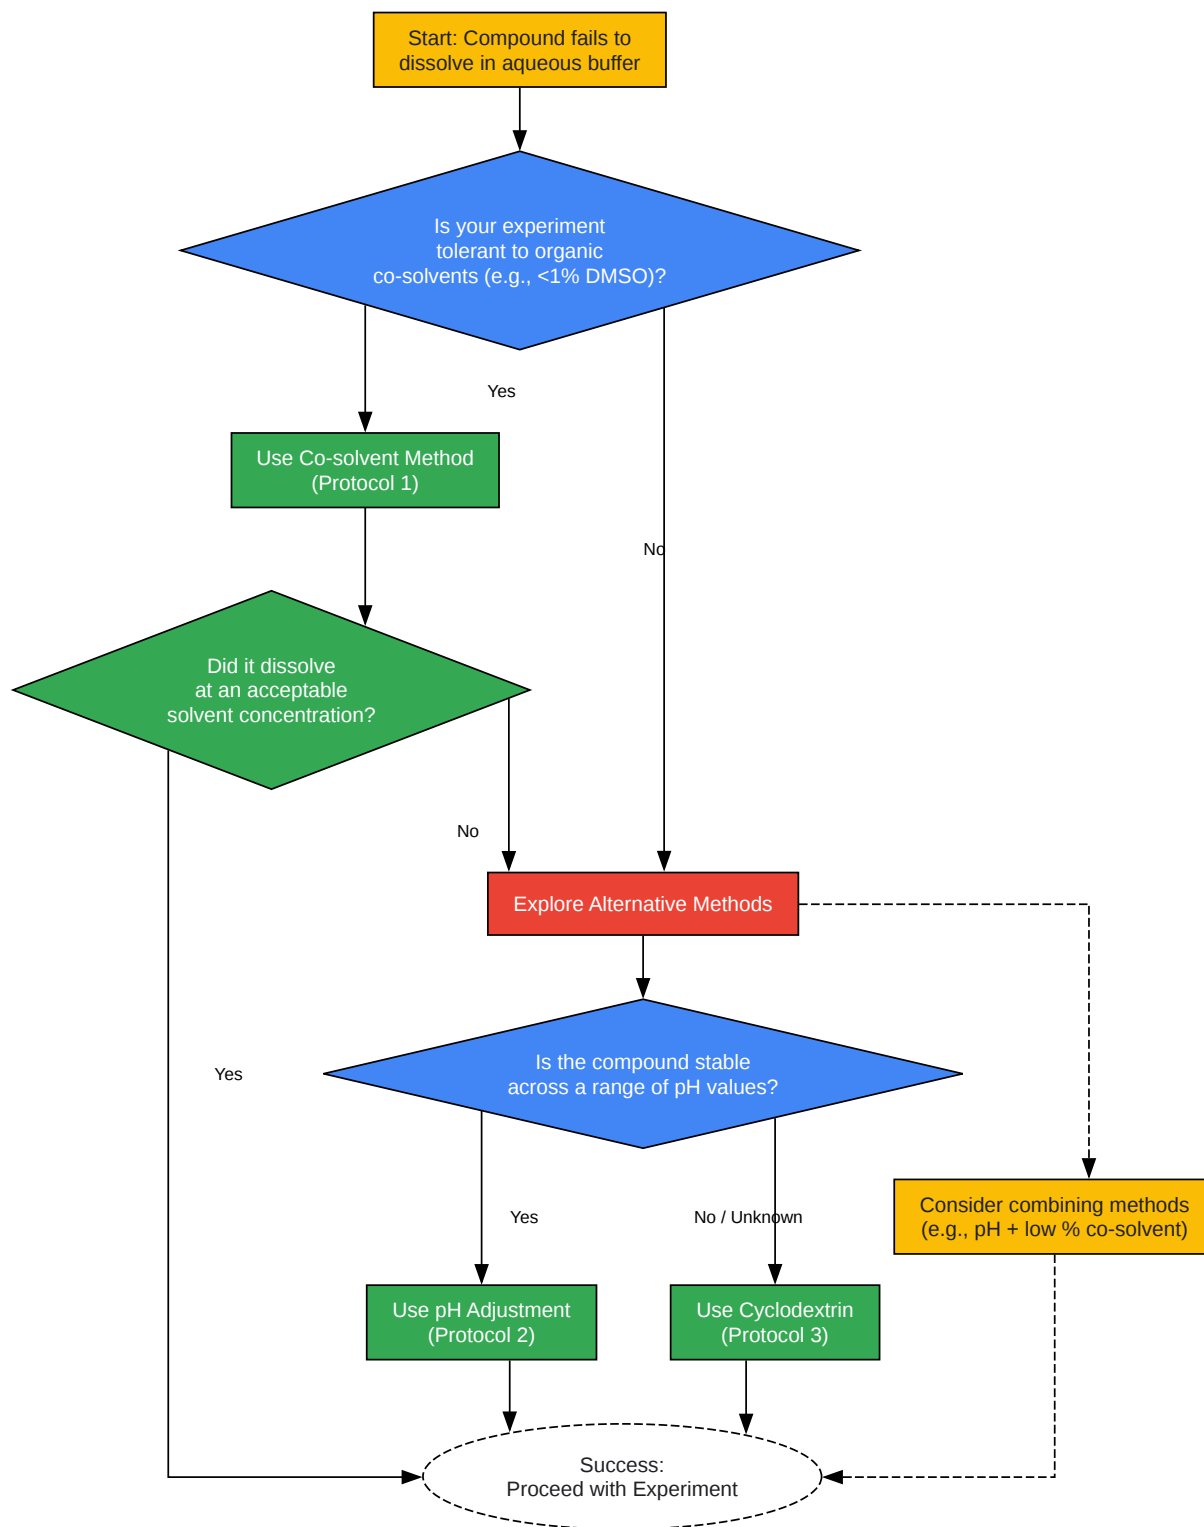 Start: Compound fails to
dissolve in aqueous buffer
Is your experiment
tolerant to organic
co-solvents (e.g., <1% DMSO)?
Yes
Use Co-solvent Method
(Protocol 1)
No
Did it dissolve
at an acceptable
solvent concentration?
No
Explore Alternative Methods
Yes
Is the compound stable
across a range of pH values?
Yes
No / Unknown
Consider combining methods
(e.g., pH + low % co-solvent)
Use pH Adjustment
(Protocol 2)
Use Cyclodextrin
(Protocol 3)
Success:
Proceed with Experiment